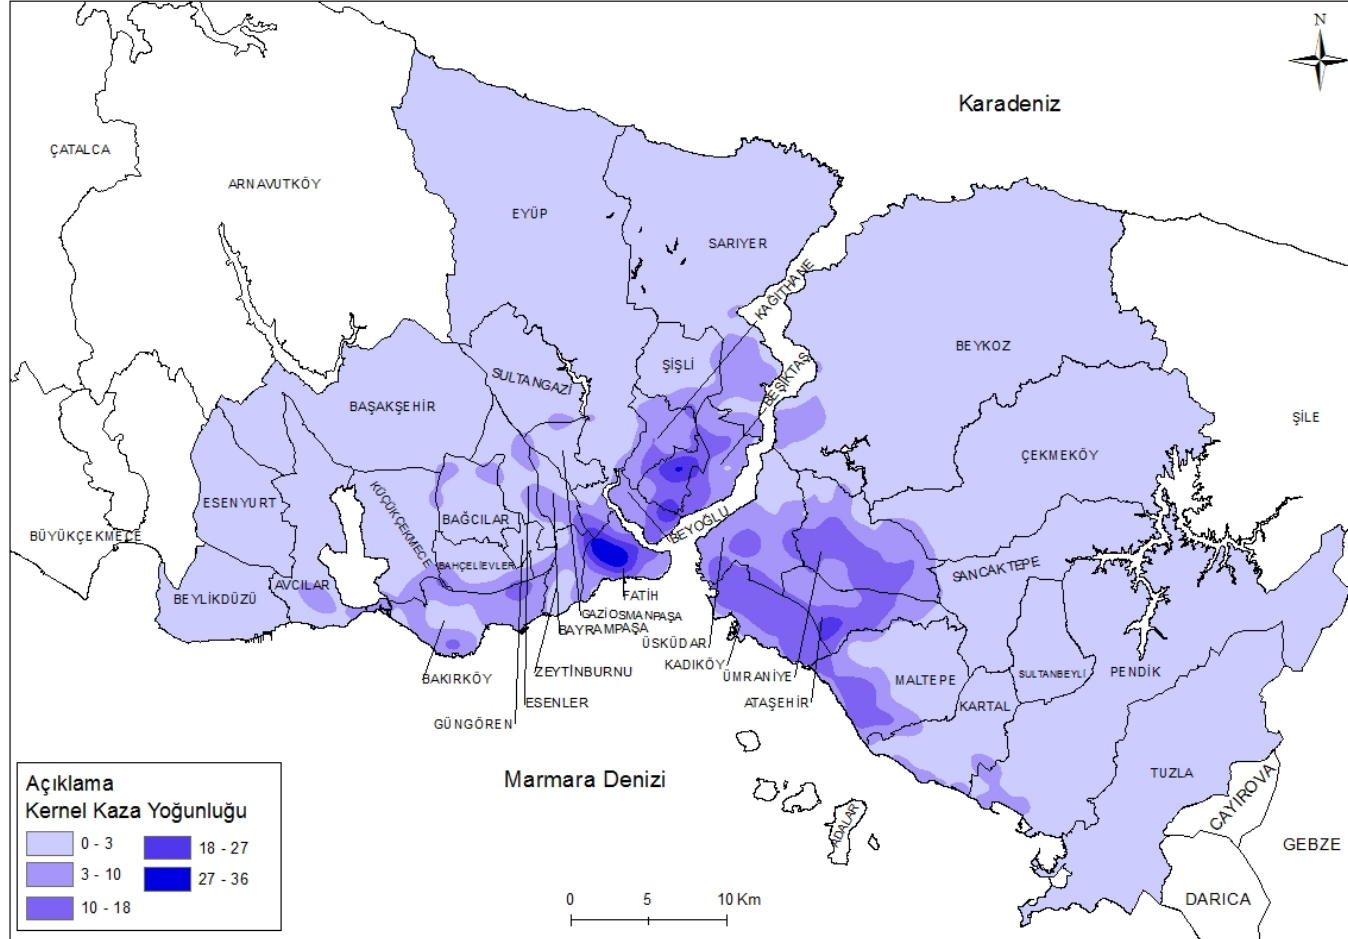 N
Karadeniz
ÇATALCA
ARNAVUTKÖY
EYÜP
SARIYER
KAĞITHANE
BEYKOZ
ŞİŞLİ
BEŞİKTAŞ
SULTANGAZİ
BAŞAKŞEHİR
ŞİLE
ÇEKMEKÖY
ESENYURT
KÜÇÜKÇEKMECE
BAĞCILAR
BEYOĞLU
BÜYÜKÇEKMECE
BAHÇELİEVLER
SANCAKTEPE
AVCILAR
BEYLİKDÜZÜ
FATİH
GAZİOSMANPAŞA
BAYRAMPAŞA
ÜSKÜDAR
KADIKÖY
ZEYTİNBURNU
ÜMRANİYE
BAKIRKÖY
MALTEPE
SULTANBEYLİ
PENDİK
ESENLER
ATAŞEHİR
KARTAL
GÜNGÖREN
Marmara Denizi
TUZLA
ÇAYIROVA
ADALAR
GEBZE
DARICA
Açıklama
Kernel Kaza Yoğunluğu
0 - 3
18 - 27
3 - 10
27 - 36
10 - 18
0 5 10 Km